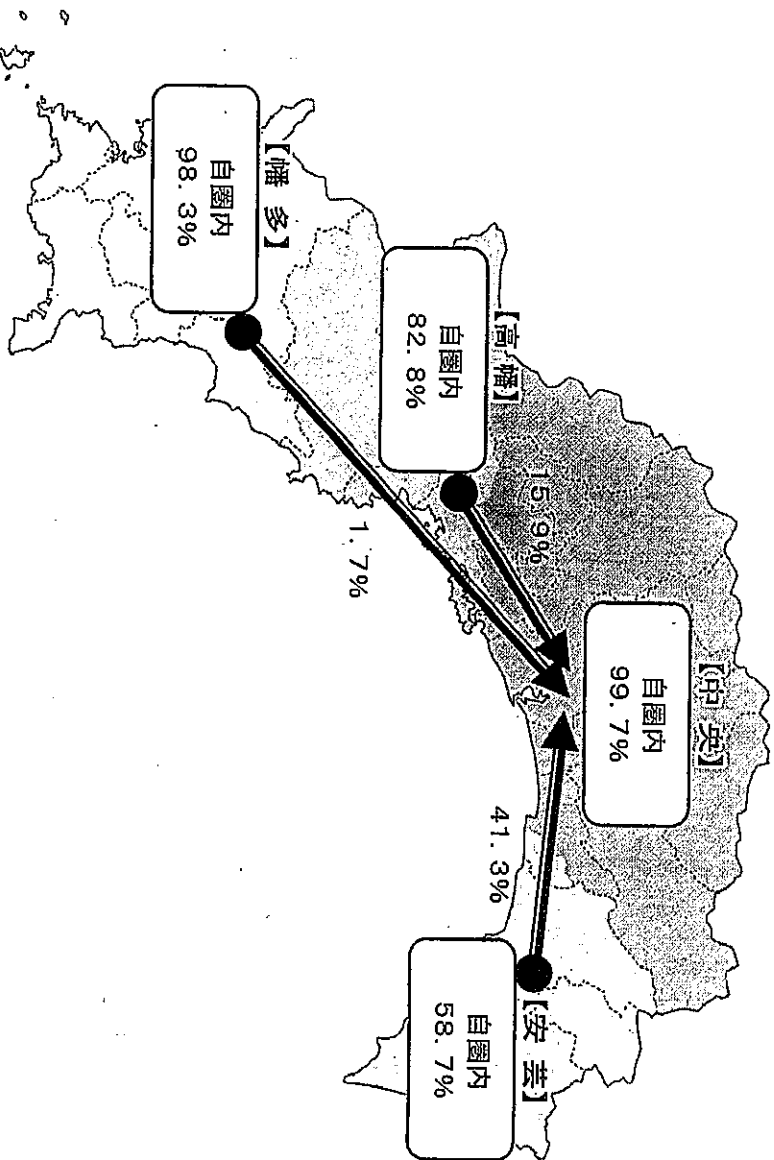 【中 央】
自圏内
99.7%
【高 幡】
自圏内
82.8%
15.9%
【幡 多】
自圏内
98.3%
1.7%
41.3%
【安 芸】
自圏内
58.7%